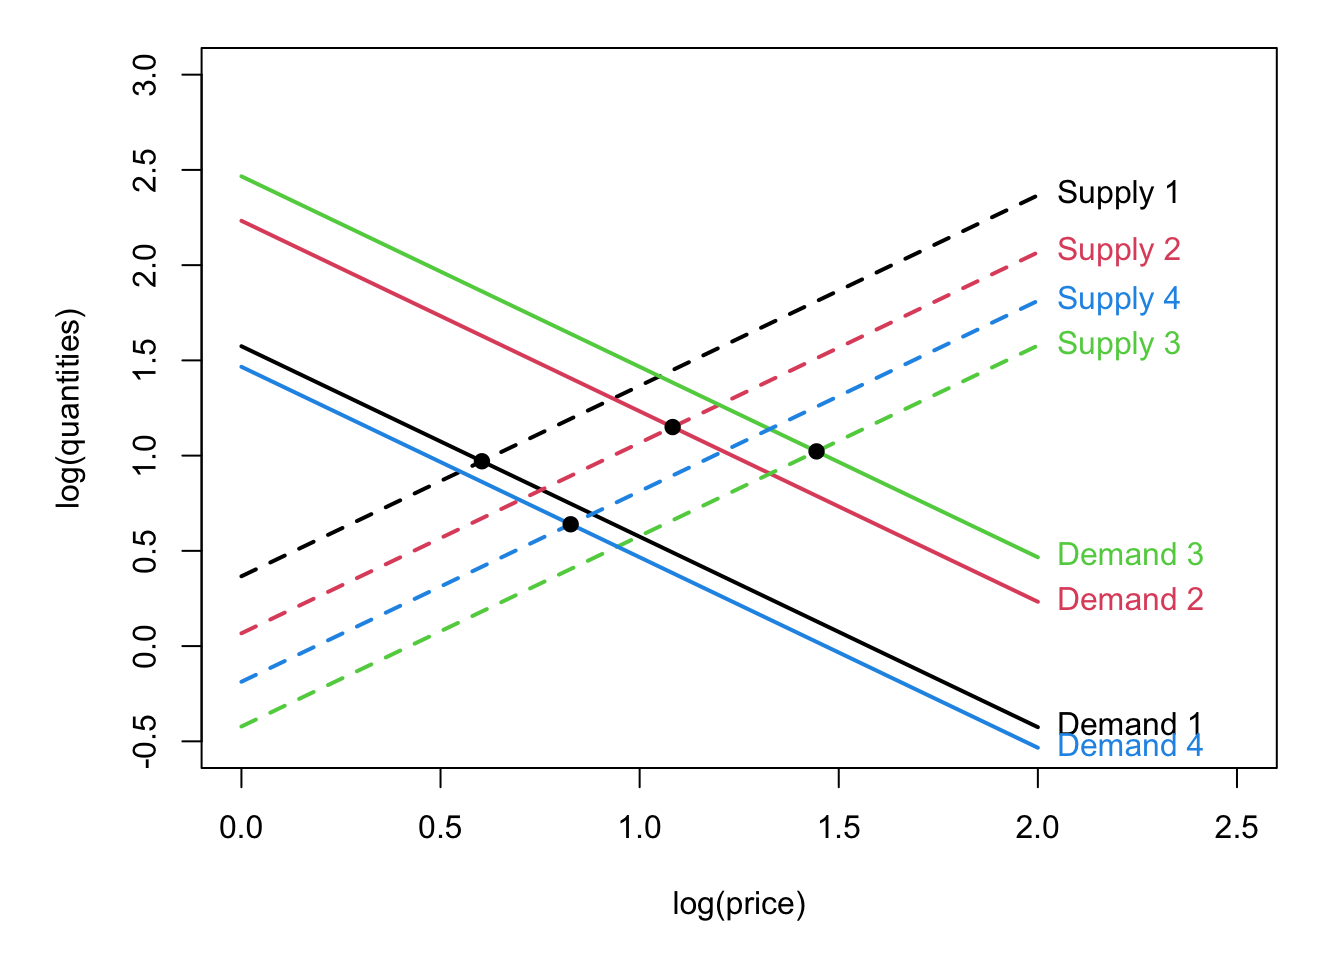 3.0
2.5
2.0
1.5
1.0
0.5
0.0
-0.5
log(quantities)
Supply 1
Supply 2
Supply 4
Supply 3
Demand 3
Demand 2
Demand 1
Demand 4
0.0 0.5 1.0 1.5 2.0 2.5
log(price)